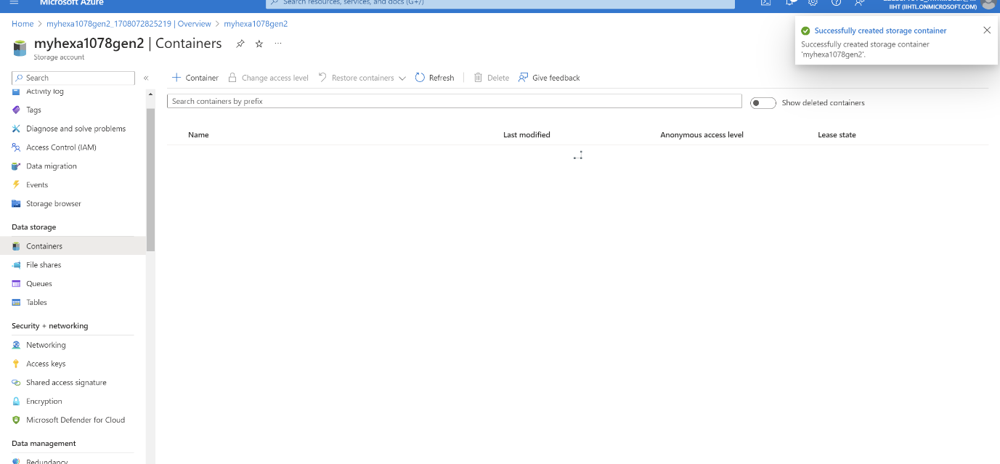 Microsoft Azure
Search resources, services, and docs (G+/)
IIHT (IIHTL.ONMICROSOFT.COM)
Home > myhexa1078gen2_1708072825219 | Overview > myhexa1078gen2
myhexa1078gen2 | Containers
Storage account
Successfully created storage container
Successfully created storage container
'myhexa1078gen2'.
Search
Container
Change access level
Restore containers
Refresh
Delete
Give feedback
Search containers by prefix
Show deleted containers
Name
Last modified
Anonymous access level
Lease state
Activity log
Tags
Diagnose and solve problems
Access Control (IAM)
Data migration
Events
Storage browser
Data storage
Containers
File shares
Queues
Tables
Security + networking
Networking
Access keys
Shared access signature
Encryption
Microsoft Defender for Cloud
Data management
Redundancy